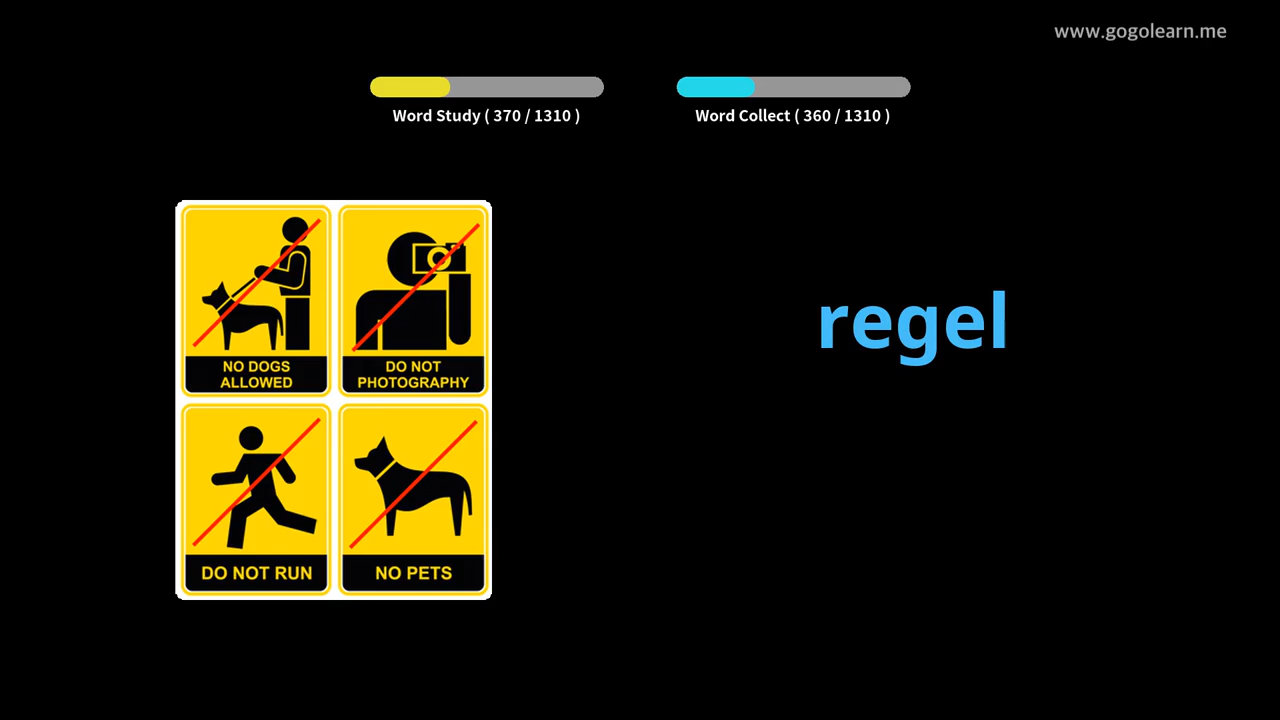 www.gogolearn.me
Word Study ( 370 / 1310 )
Word Collect ( 360 / 1310 )
NO DOGS
ALLOWED
DO NOT
PHOTOGRAPHY
DO NOT RUN
NO PETS
regel